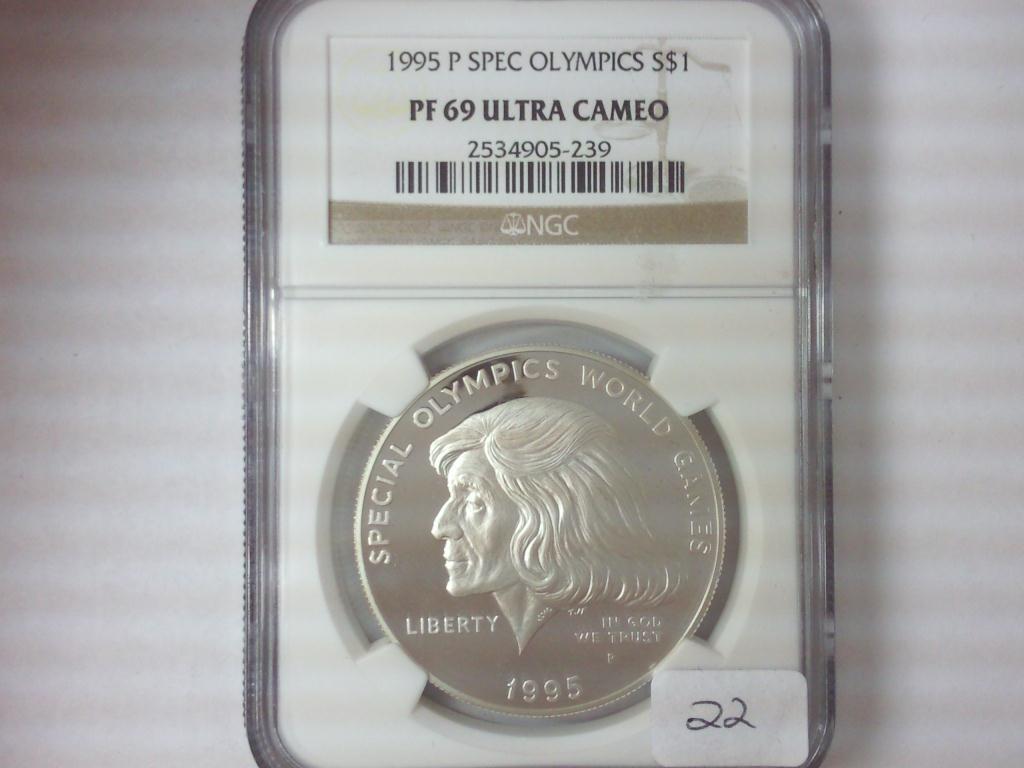 1995 P SPEC OLYMPICS S$1
PF 69 ULTRA CAMEO
2534905-239
NGC
SPECIAL OLYMPICS WORLD GAMES
LIBERTY
IN GOD
WE TRUST
P
1995
22